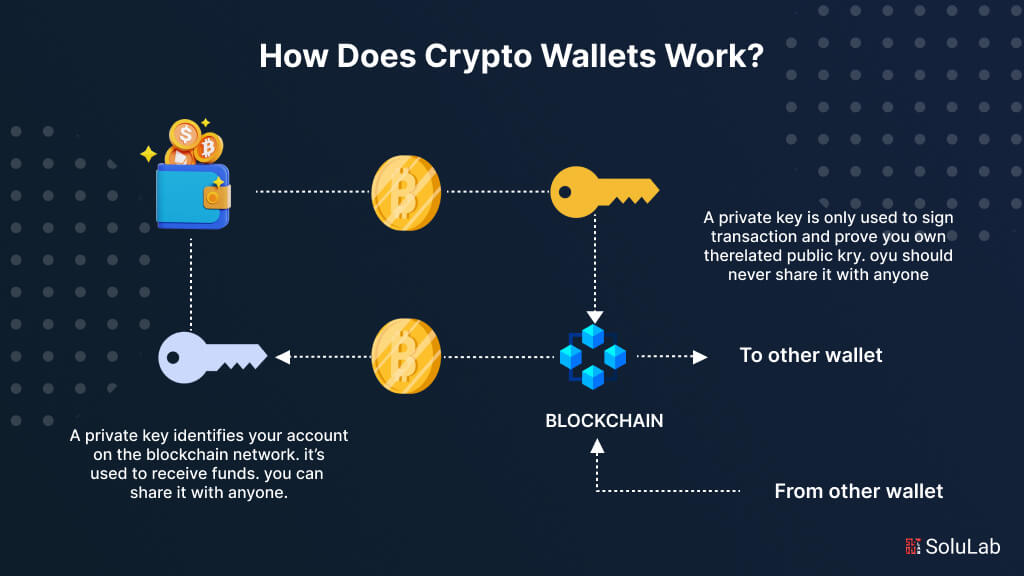 How Does Crypto Wallets Work?
A private key is only used to sign
transaction and prove you own
therelated public kry. oyu should
never share it with anyone
To other wallet
BLOCKCHAIN
A private key identifies your account
on the blockchain network. it's
used to receive funds. you can
share it with anyone.
From other wallet
SoluLab